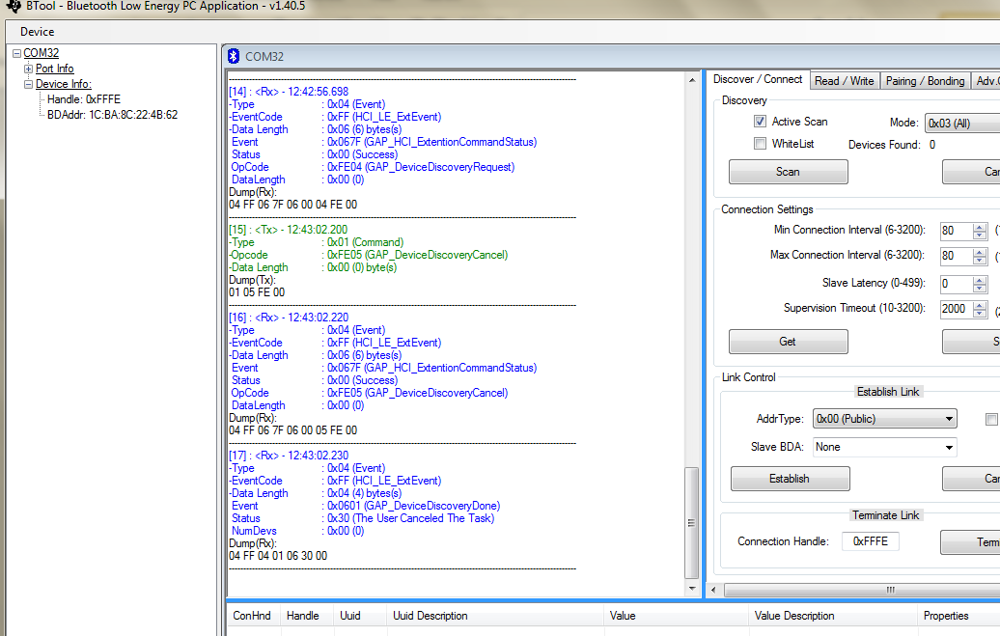 BTool - Bluetooth Low Energy PC Application - v1.40.5
Device
COM32
Port Info
Device Info:
Handle: 0xFFFE
BDAddr: 1C:BA:8C:22:4B:62
COM32
[14] : <Rx> - 12:42:56.698
-Type : 0x04 (Event)
-EventCode : 0xFF (HCI_LE_ExtEvent)
-Data Length : 0x06 (6) bytes(s)
Event : 0x067F (GAP_HCI_ExtentionCommandStatus)
Status : 0x00 (Success)
OpCode : 0xFE04 (GAP_DeviceDiscoveryRequest)
DataLength : 0x00 (0)
Dump(Rx):
04 FF 06 7F 06 00 04 FE 00
[15] : <Tx> - 12:43:02.200
-Type : 0x01 (Command)
-Opcode : 0xFE05 (GAP_DeviceDiscoveryCancel)
-Data Length : 0x00 (0) byte(s)
Dump(Tx):
01 05 FE 00
[16] : <Rx> - 12:43:02.220
-Type : 0x04 (Event)
-EventCode : 0xFF (HCI_LE_ExtEvent)
-Data Length : 0x06 (6) bytes(s)
Event : 0x067F (GAP_HCI_ExtentionCommandStatus)
Status : 0x00 (Success)
OpCode : 0xFE05 (GAP_DeviceDiscoveryCancel)
DataLength : 0x00 (0)
Dump(Rx):
04 FF 06 7F 06 00 05 FE 00
[17] : <Rx> - 12:43:02.230
-Type : 0x04 (Event)
-EventCode : 0xFF (HCI_LE_ExtEvent)
-Data Length : 0x04 (4) bytes(s)
Event : 0x0601 (GAP_DeviceDiscoveryDone)
Status : 0x30 (The User Canceled The Task)
NumDevs : 0x00 (0)
Dump(Rx):
04 FF 04 01 06 30 00
Discover / Connect Read / Write Pairing / Bonding Adv.
Discovery
Active Scan Mode: 0x03 (All)
WhiteList Devices Found: 0
Scan Can
Connection Settings
Min Connection Interval (6-3200): 80
Max Connection Interval (6-3200): 80
Slave Latency (0-499): 0
Supervision Timeout (10-3200): 2000
Get S
Link Control
Establish Link
AddrType: 0x00 (Public)
Slave BDA: None
Establish Can
Terminate Link
Connection Handle: 0xFFFE Term
ConHnd Handle Uuid Uuid Description Value Value Description Properties